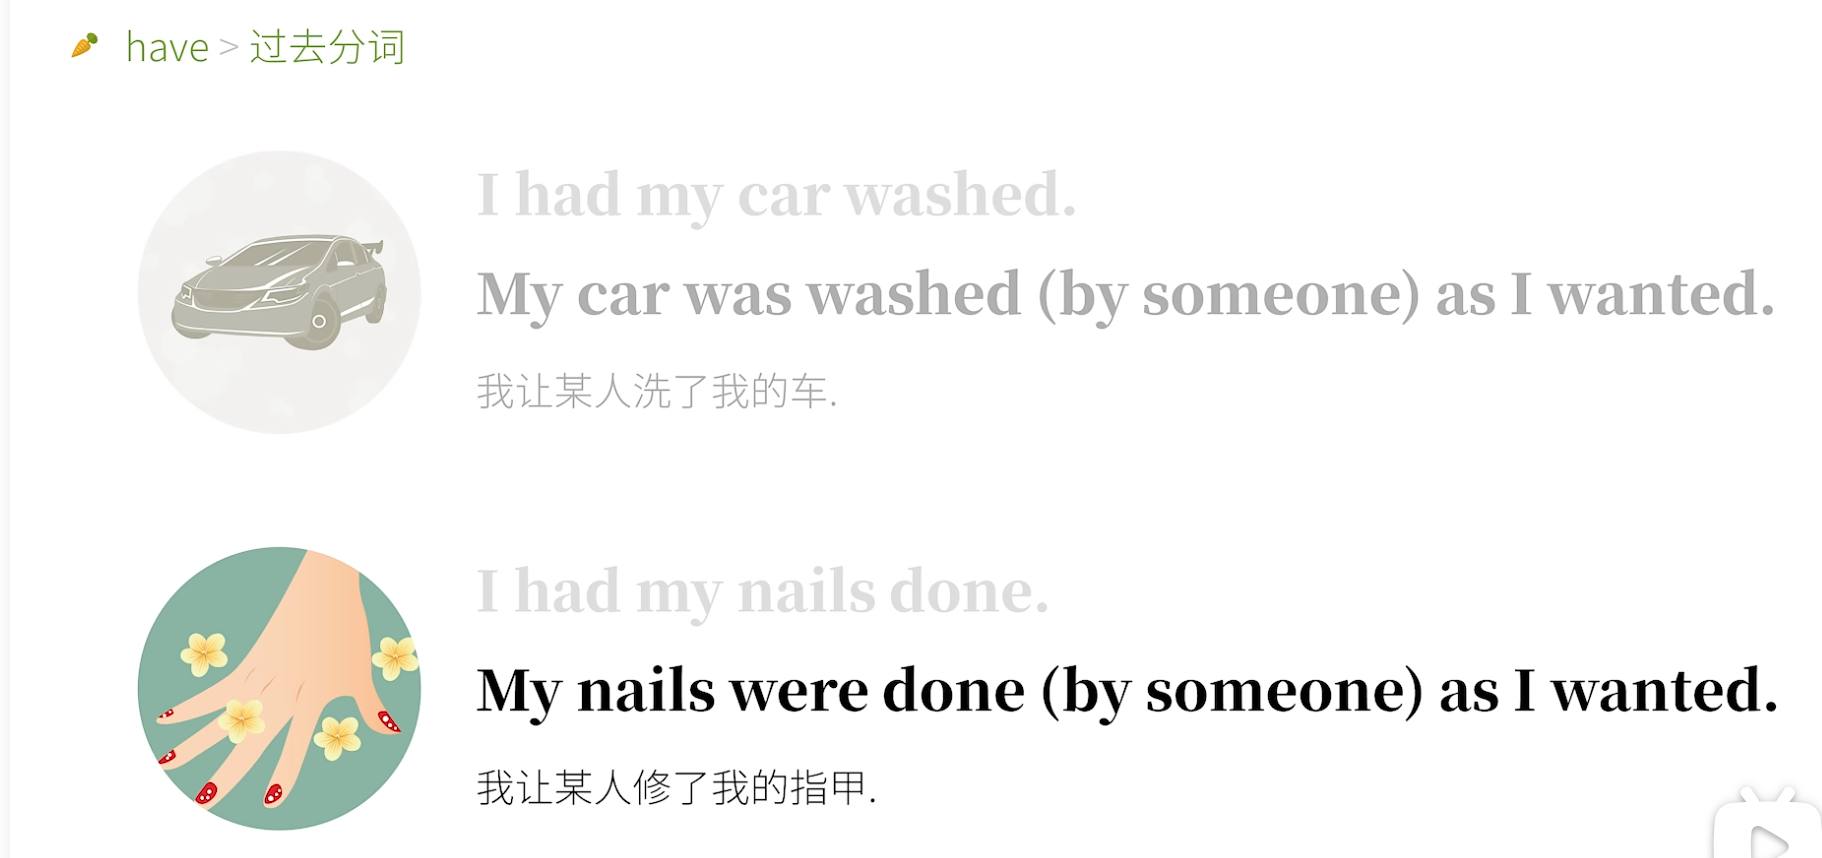 have > 过去分词
I had my car washed.
My car was washed (by someone) as I wanted.
我让某人洗了我的车.
I had my nails done.
My nails were done (by someone) as I wanted.
我让某人修了我的指甲.